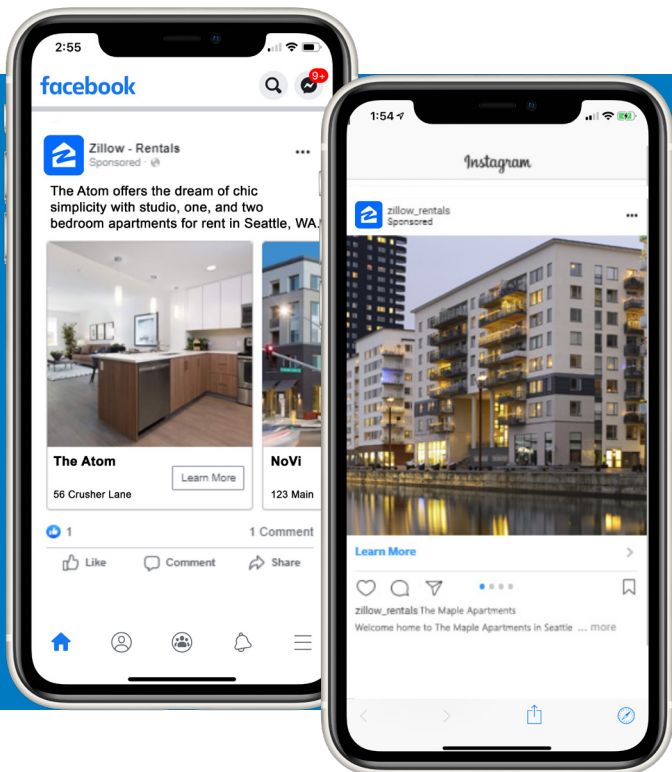 2:55
facebook
9+
Zillow - Rentals
Sponsored ·
The Atom offers the dream of chic
simplicity with studio, one, and two
bedroom apartments for rent in Seattle, WA.
The Atom
Learn More
56 Crusher Lane
NoVi
123 Main
1
1 Comment
Like
Comment
Share
1:54
Instagram
zillow_rentals
Sponsored
Learn More
zillow_rentals The Maple Apartments
Welcome home to The Maple Apartments in Seattle ... more